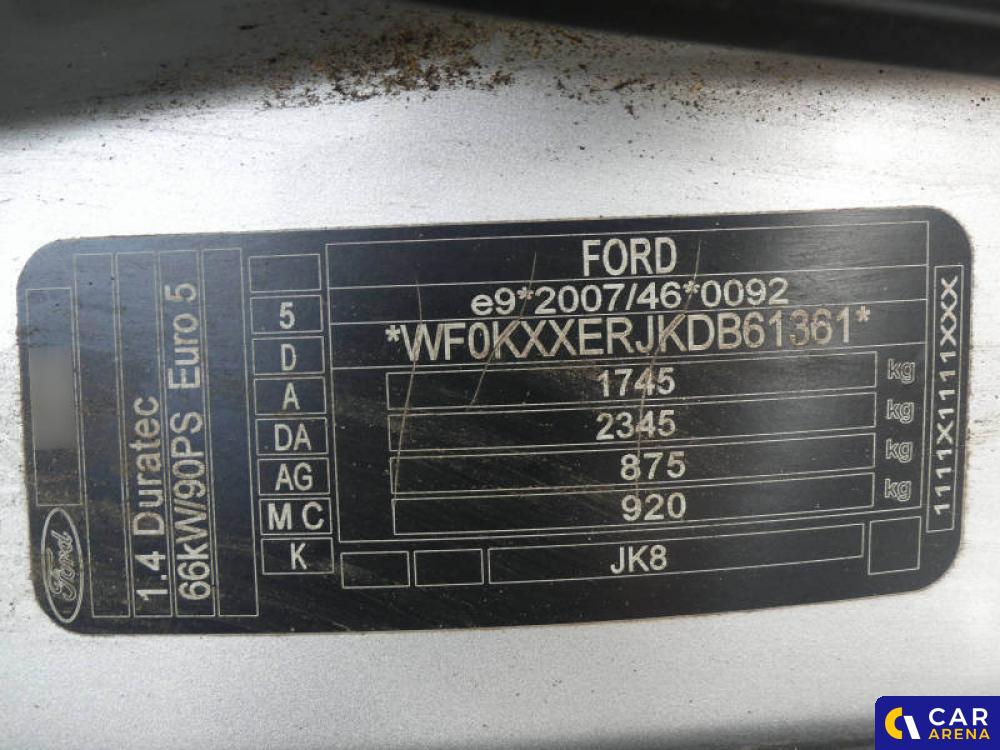 FORD
e9*2007/46*0092
*WF0KXXERJKDB61361*
1745 kg
2345 kg
875 kg
920 kg
JK8
5
D
A
DA
AG
M C
K
1.4 Duratec
66kW/90PS Euro 5
Ford
1111X1111XXX
CAR
ARENA